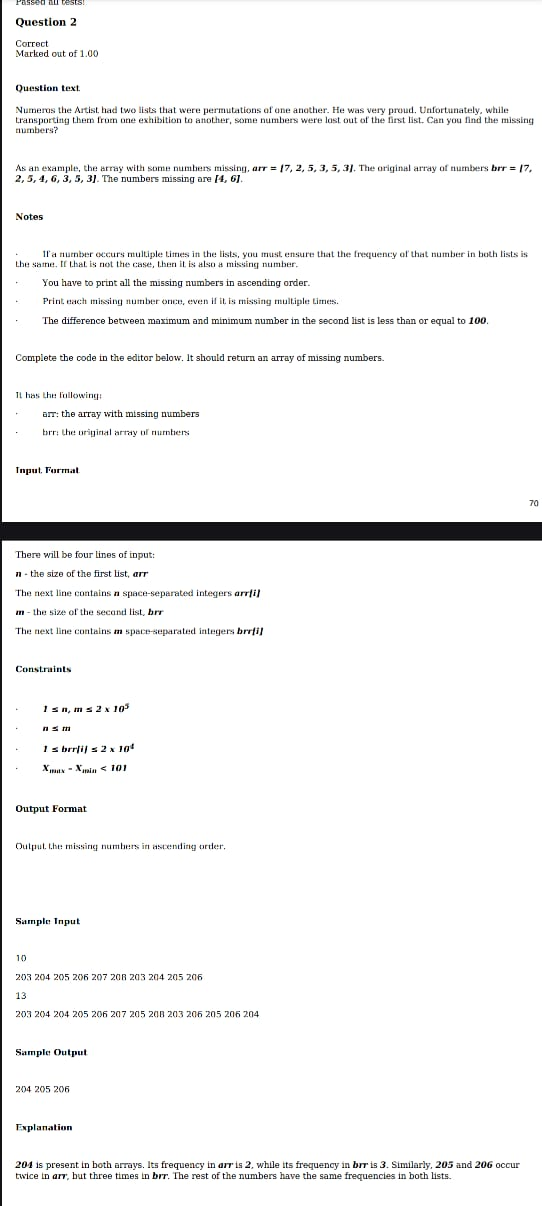 Passed all tests!
Question 2
Correct
Marked out of 1.00
Question text
Numeros the Artist had two lists that were permutations of one another. He was very proud. Unfortunately, while
transporting them from one exhibition to another, some numbers were lost out of the first list. Can you find the missing
numbers?
As an example, the array with some numbers missing, arr = [7, 2, 5, 3, 5, 3]. The original array of numbers brr = [7,
2, 5, 4, 6, 3, 5, 3]. The numbers missing are [4, 6].
Notes
· If a number occurs multiple times in the lists, you must ensure that the frequency of that number in both lists is
the same. If that is not the case, then it is also a missing number.
· You have to print all the missing numbers in ascending order.
· Print each missing number once, even if it is missing multiple times.
· The difference between maximum and minimum number in the second list is less than or equal to 100.
Complete the code in the editor below. It should return an array of missing numbers.
It has the following:
· arr: the array with missing numbers
· brr: the original array of numbers
Input Format
70
There will be four lines of input:
n - the size of the first list, arr
The next line contains n space-separated integers arr[i]
m - the size of the second list, brr
The next line contains m space-separated integers brr[i]
Constraints
· 1 ≤ n, m ≤ 2 x 10⁵
· n ≤ m
· 1 ≤ brr[i] ≤ 2 x 10⁴
· Xmax - Xmin < 101
Output Format
Output the missing numbers in ascending order.
Sample Input
10
203 204 205 206 207 208 203 204 205 206
13
203 204 204 205 206 207 205 208 203 206 205 206 204
Sample Output
204 205 206
Explanation
204 is present in both arrays. Its frequency in arr is 2, while its frequency in brr is 3. Similarly, 205 and 206 occur
twice in arr, but three times in brr. The rest of the numbers have the same frequencies in both lists.